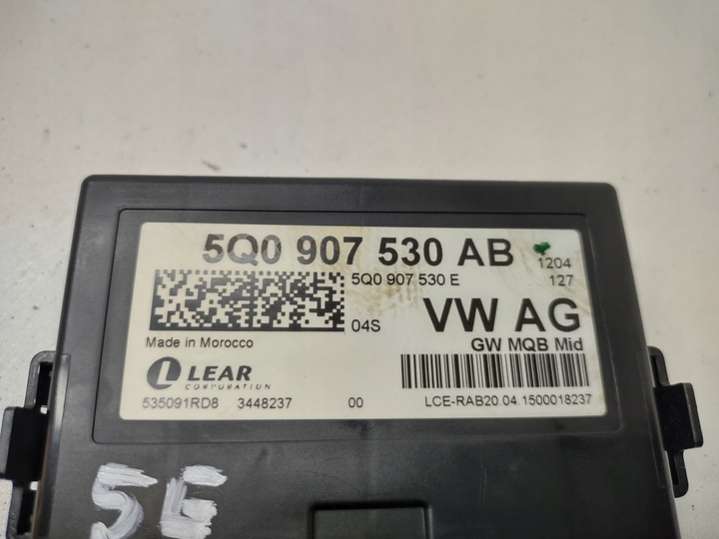 5Q0 907 530 AB 1204
5Q0 907 530 E 127
04S VW AG
Made in Morocco GW MQB Mid
LEAR
CORPORATION
535091RD8 3448237 00 LCE-RAB20.04.1500018237
5E